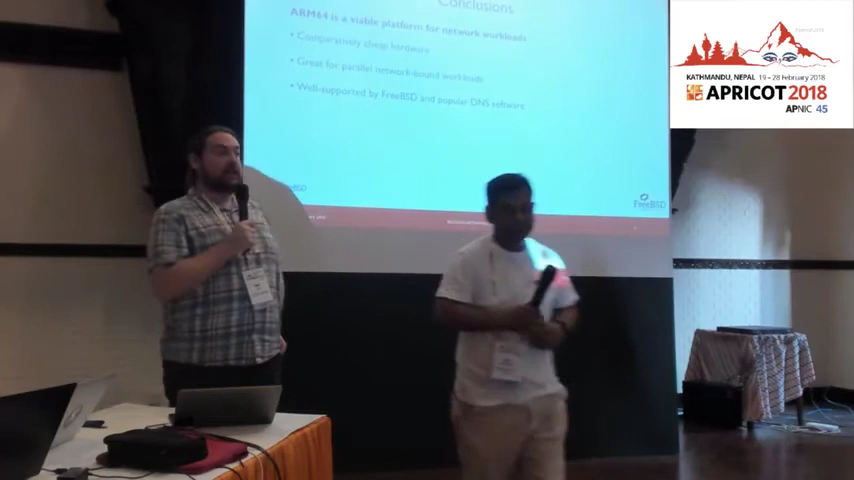 Conclusions
ARM64 is a viable platform for network workloads
• Comparatively cheap hardware
• Great for parallel network-bound workloads
• Well-supported by FreeBSD and popular DNS software
FreeBSD
KATHMANDU, NEPAL 19 – 28 February 2018
APRICOT 2018
APNIC 45